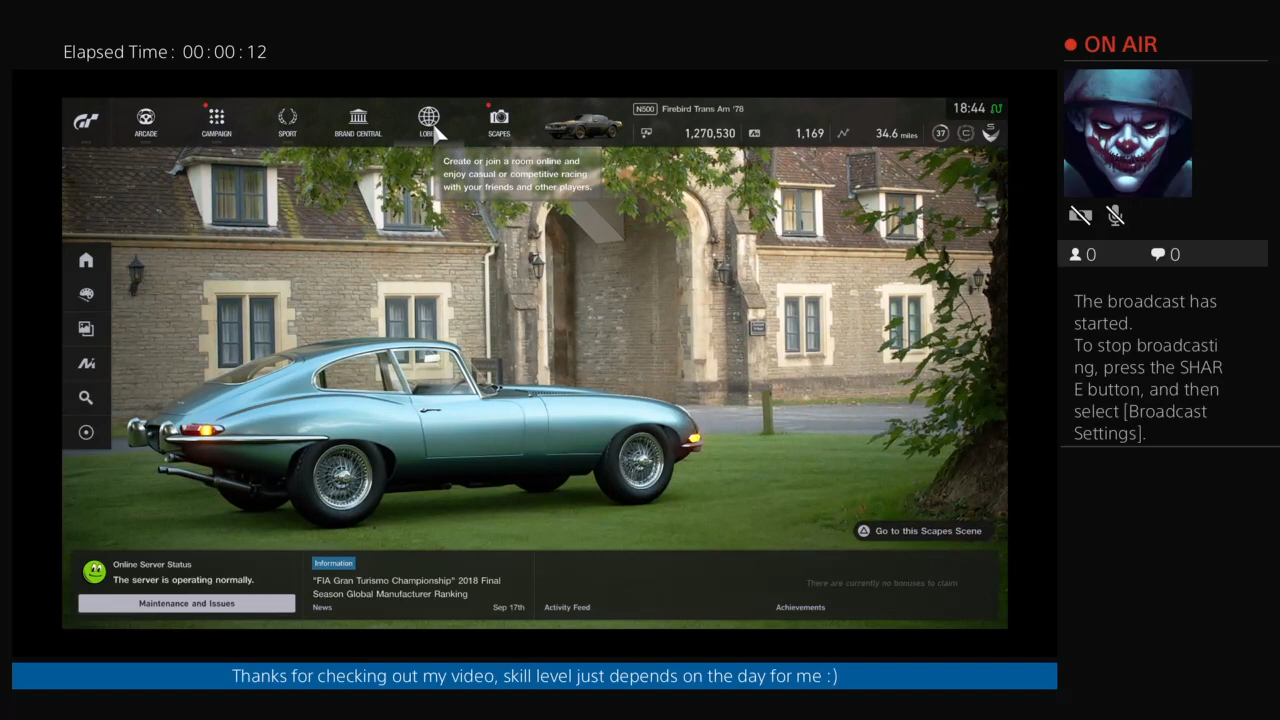 Elapsed Time: 00:00:12
ON AIR
GT
ARCADE
CAMPAIGN
SPORT
BRAND CENTRAL
SCAPES
N500 Firebird Trans Am '78
1,270,530
1,169
34.6 miles
37
C
S
18:44
Create or join a room online and
enjoy casual or competitive racing
with your friends and other players.
0
0
The broadcast has
started.
To stop broadcasti
ng, press the SHAR
E button, and then
select [Broadcast
Settings].
Go to this Scapes Scene
Online Server Status
The server is operating normally.
Maintenance and Issues
Information
"FIA Gran Turismo Championship" 2018 Final
Season Global Manufacturer Ranking
News
Sep 17th
Activity Feed
There are currently no bonuses to claim
Achievements
Thanks for checking out my video, skill level just depends on the day for me :)